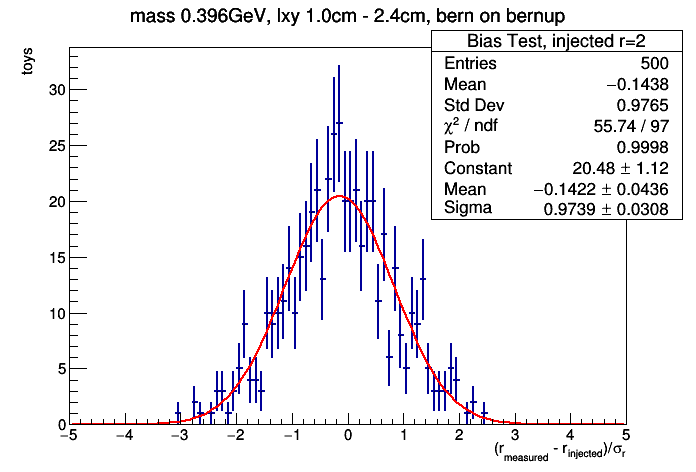 mass 0.396GeV, lxy 1.0cm - 2.4cm, bern on bernup
Bias Test, injected r=2
Entries 500
Mean −0.1438
Std Dev 0.9765
χ² / ndf 55.74 / 97
Prob 0.9998
Constant 20.48 ± 1.12
Mean −0.1422 ± 0.0436
Sigma 0.9739 ± 0.0308
toys
30
25
20
15
10
5
0
−5 −4 −3 −2 −1 0 1 2 3 4 5
(r_measured - r_injected)/σ_r